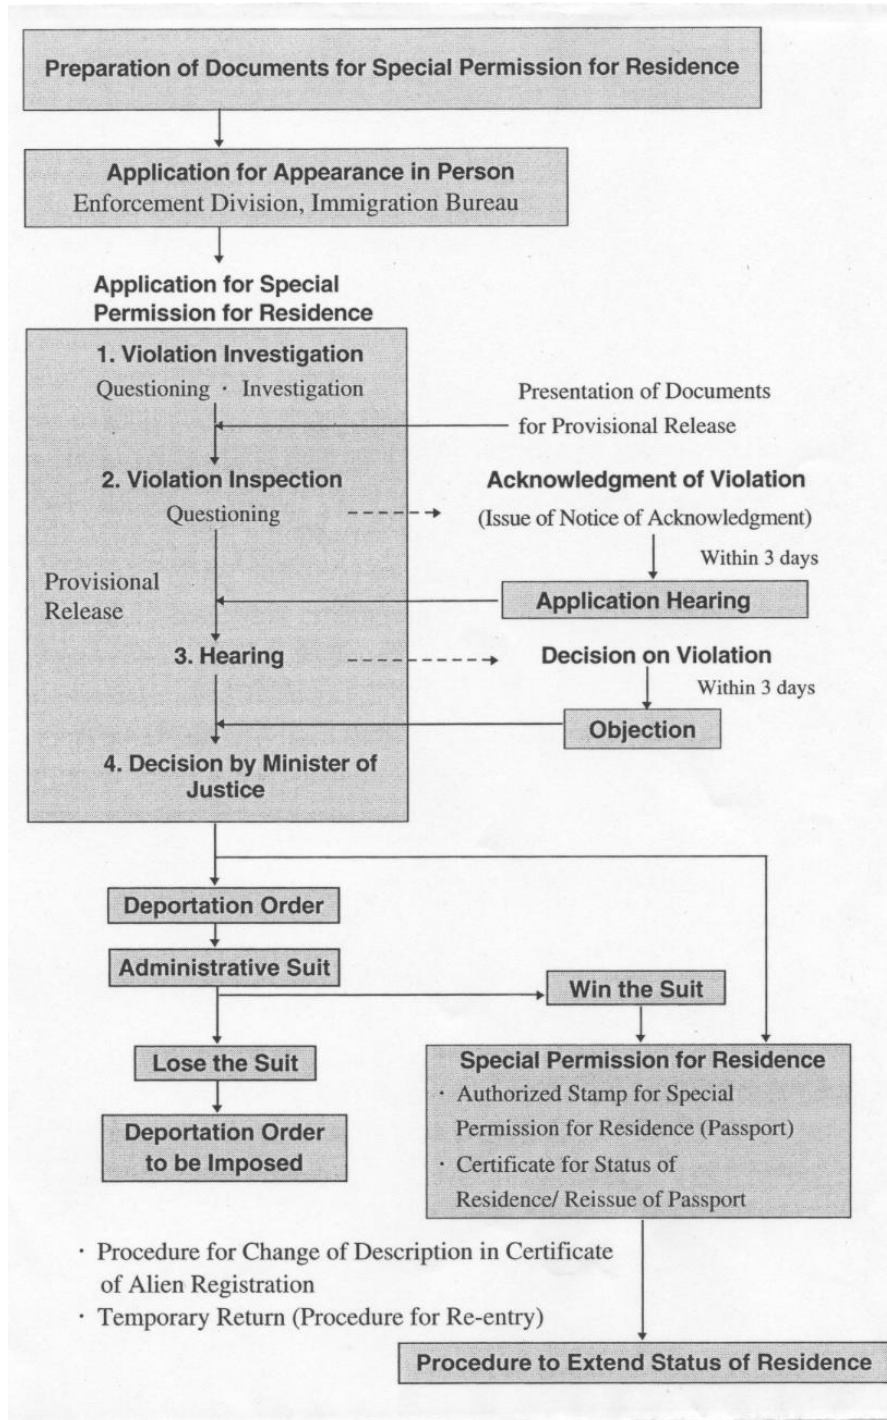 Preparation of Documents for Special Permission for Residence
Application for Appearance in Person
Enforcement Division, Immigration Bureau
Application for Special
Permission for Residence
1. Violation Investigation
Questioning · Investigation
Presentation of Documents
for Provisional Release
2. Violation Inspection
Questioning
Acknowledgment of Violation
(Issue of Notice of Acknowledgment)
Within 3 days
Provisional
Release
Application Hearing
3. Hearing
Decision on Violation
Within 3 days
Objection
4. Decision by Minister of
Justice
Deportation Order
Administrative Suit
Win the Suit
Lose the Suit
Deportation Order
to be Imposed
Special Permission for Residence
· Authorized Stamp for Special
Permission for Residence (Passport)
· Certificate for Status of
Residence/ Reissue of Passport
· Procedure for Change of Description in Certificate
of Alien Registration
· Temporary Return (Procedure for Re-entry)
Procedure to Extend Status of Residence